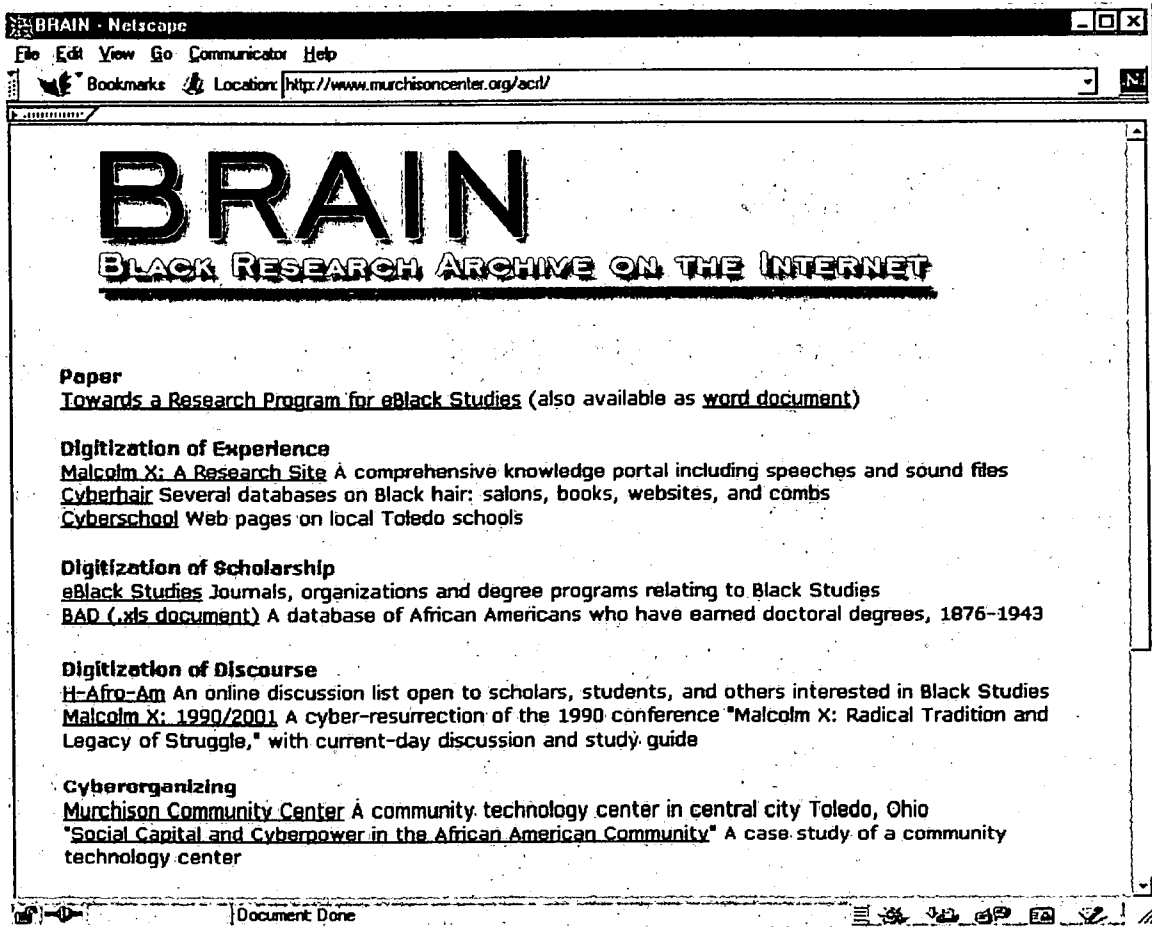 BRAIN - Netscape
File Edit View Go Communicator Help
Bookmarks Location: http://www.murchisoncenter.org/acrl/
N
BRAIN
BLACK RESEARCH ARCHIVE ON THE INTERNET
Paper
Towards a Research Program for eBlack Studies (also available as word document)
Digitization of Experience
Malcolm X: A Research Site A comprehensive knowledge portal including speeches and sound files
Cyberhair Several databases on Black hair: salons, books, websites, and combs
Cyberschool Web pages on local Toledo schools
Digitization of Scholarship
eBlack Studies Journals, organizations and degree programs relating to Black Studies
BAD (.xls document) A database of African Americans who have earned doctoral degrees, 1876-1943
Digitization of Discourse
H-Afro-Am An online discussion list open to scholars, students, and others interested in Black Studies
Malcolm X: 1990/2001 A cyber-resurrection of the 1990 conference "Malcolm X: Radical Tradition and
Legacy of Struggle," with current-day discussion and study guide
Cyberorganizing
Murchison Community Center A community technology center in central city Toledo, Ohio
"Social Capital and Cyberpower in the African American Community" A case study of a community
technology center
Document: Done